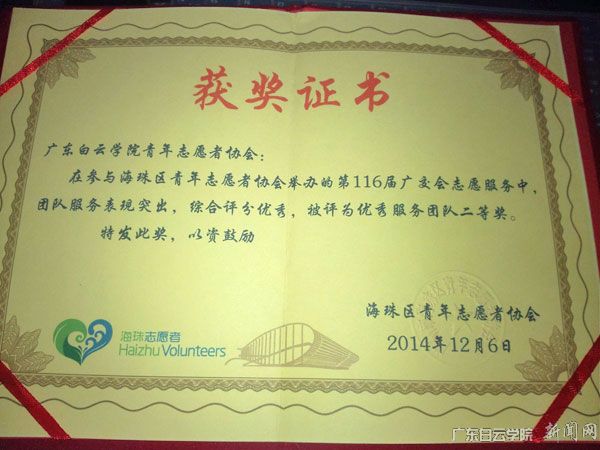 获奖证书
广东白云学院青年志愿者协会：
在参与海珠区青年志愿者协会举办的第116届广交会志愿服务中，
团队服务表现突出，综合评分优秀，被评为优秀服务团队二等奖。
特发此奖，以资鼓励
海珠志愿者
Haizhu Volunteers
海珠区青年志愿者协会
2014年12月6日
广东白云学院 新闻网